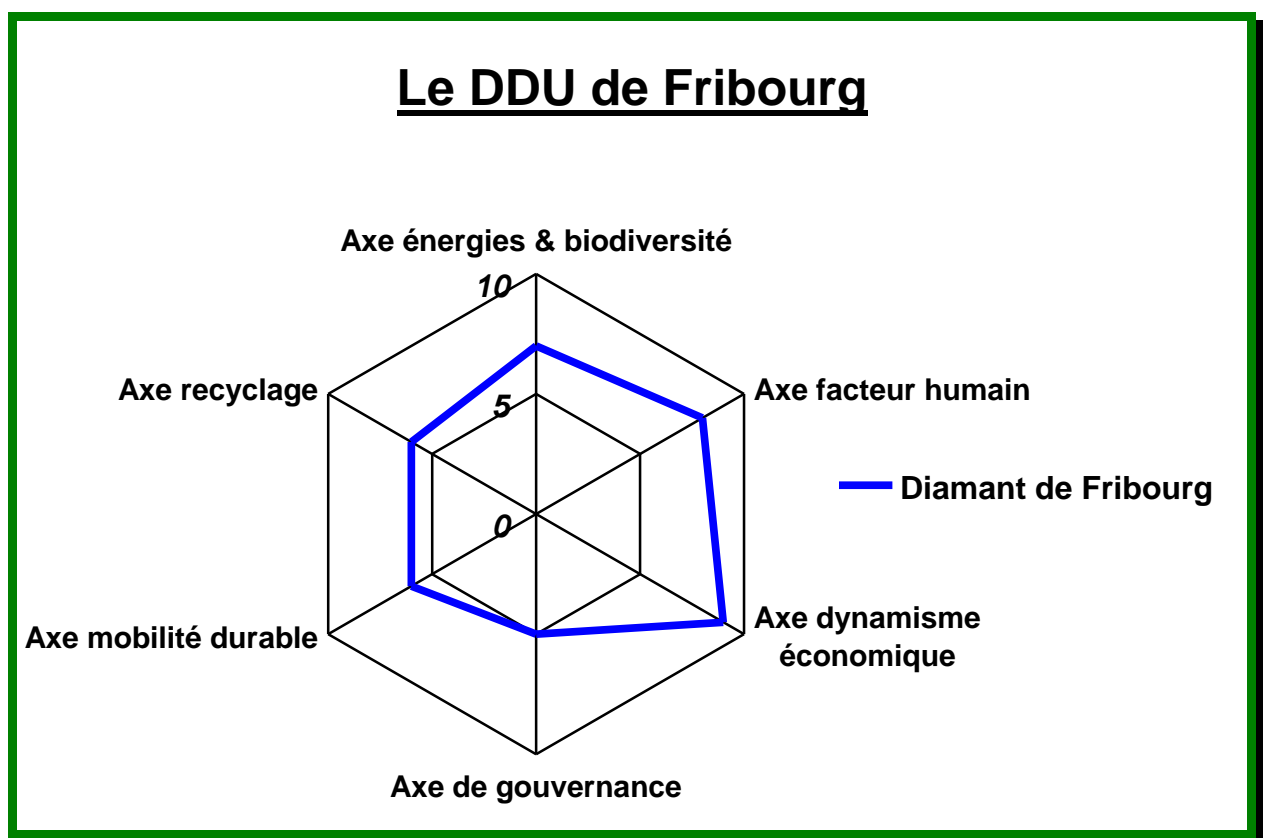 Le DDU de Fribourg
Axe énergies & biodiversité
10
Axe recyclage
Axe facteur humain
5
Diamant de Fribourg
0
Axe dynamisme
économique
Axe mobilité durable
Axe de gouvernance